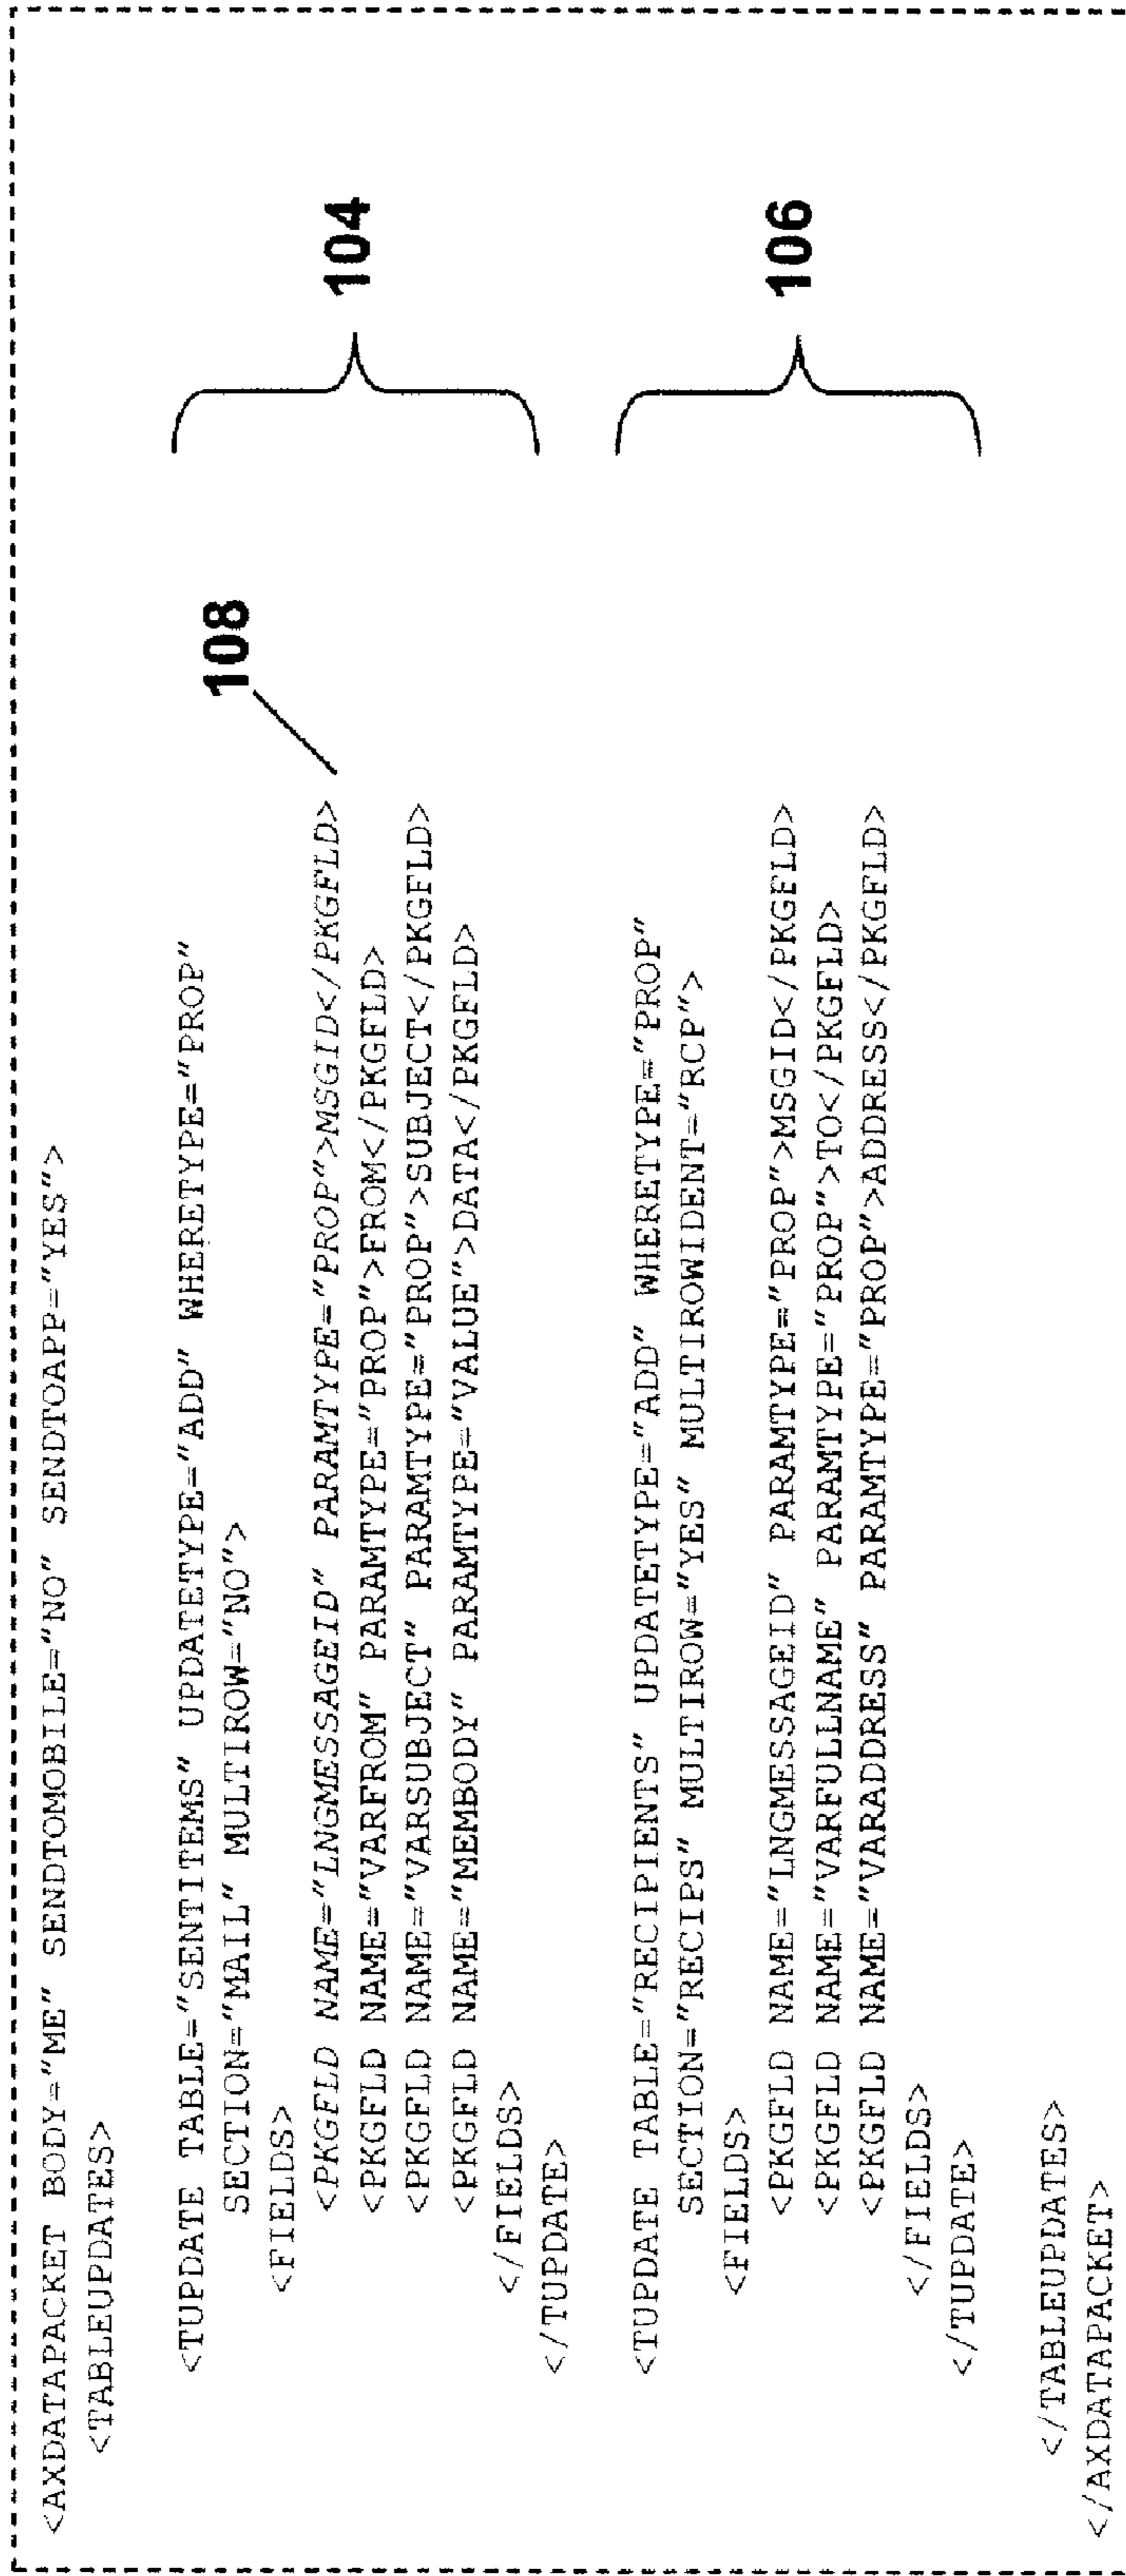 <AXDATAPACKET BODY="ME" SENDTOMOBILE="NO" SENDTOAPP="YES">
<TABLEUPDATES>
<TUPDATE TABLE="SENTITEMS" UPDATETYPE="ADD" WHERETYPE="PROP"
SECTION="MAIL" MULTIROW="NO">
<FIELDS>
108
<PKGFLD NAME="LNGMESSAGEID" PARAMTYPE="PROP">MSGID</PKGFLD>
<PKGFLD NAME="VARFROM" PARAMTYPE="PROP">FROM</PKGFLD>
104
<PKGFLD NAME="VARSUBJECT" PARAMTYPE="PROP">SUBJECT</PKGFLD>
<PKGFLD NAME="MEMBODY" PARAMTYPE="VALUE">DATA</PKGFLD>
</FIELDS>
</TUPDATE>
<TUPDATE TABLE="RECIPIENTS" UPDATETYPE="ADD" WHERETYPE="PROP"
SECTION="RECIPS" MULTIROW="YES" MULTIROWIDENT="RCP">
<FIELDS>
<PKGFLD NAME="LNGMESSAGEID" PARAMTYPE="PROP">MSGID</PKGFLD>
106
<PKGFLD NAME="VARFULLNAME" PARAMTYPE="PROP">TO</PKGFLD>
<PKGFLD NAME="VARADDRESS" PARAMTYPE="PROP">ADDRESS</PKGFLD>
</FIELDS>
</TUPDATE>
</TABLEUPDATES>
</AXDATAPACKET>